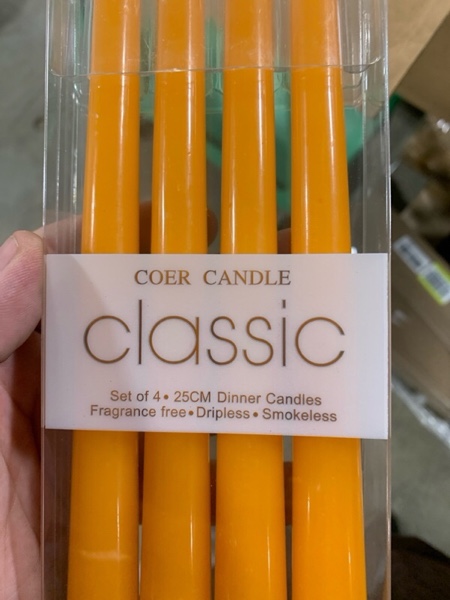 COER CANDLE
classic
Set of 4• 25CM Dinner Candles
Fragrance free•Dripless•Smokeless